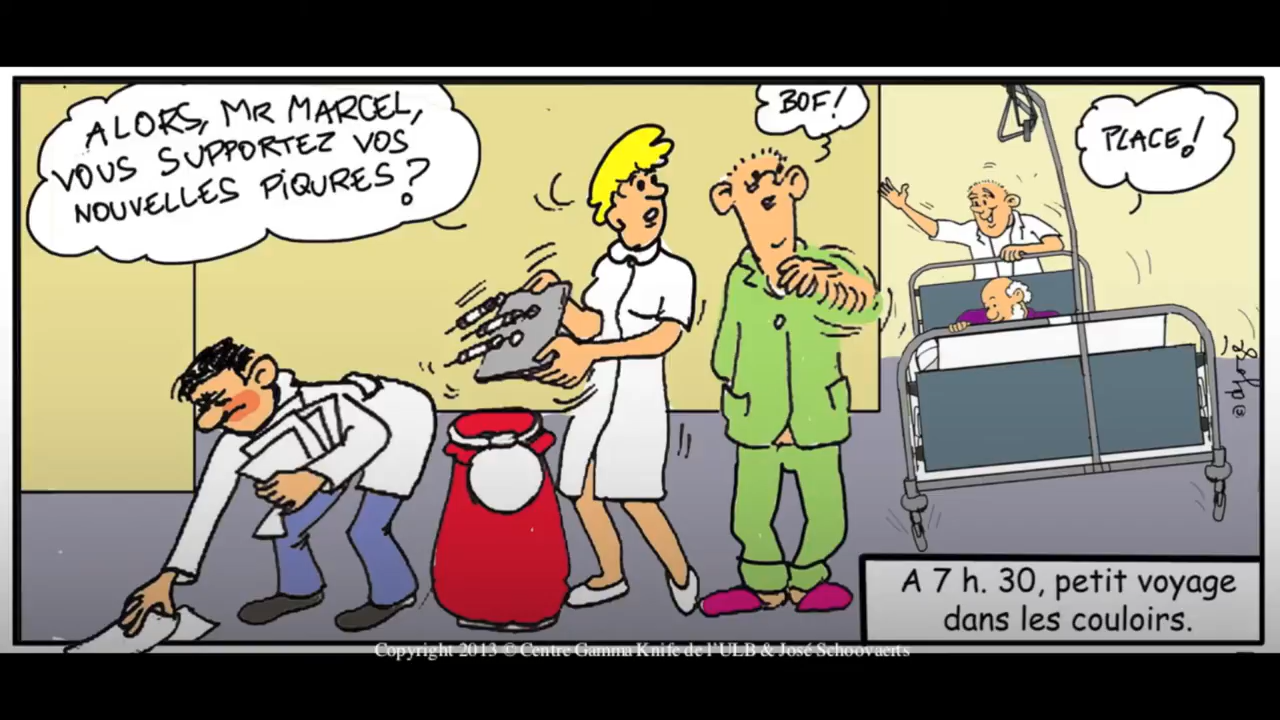 ALORS, MR MARCEL,
VOUS SUPPORTEZ VOS
NOUVELLES PIQURES?
BOF!
PLACE!
© djose
A 7 h. 30, petit voyage
dans les couloirs.
Copyright 2013 © Centre Gamma Knife de l'ULB & José Schoovaerts